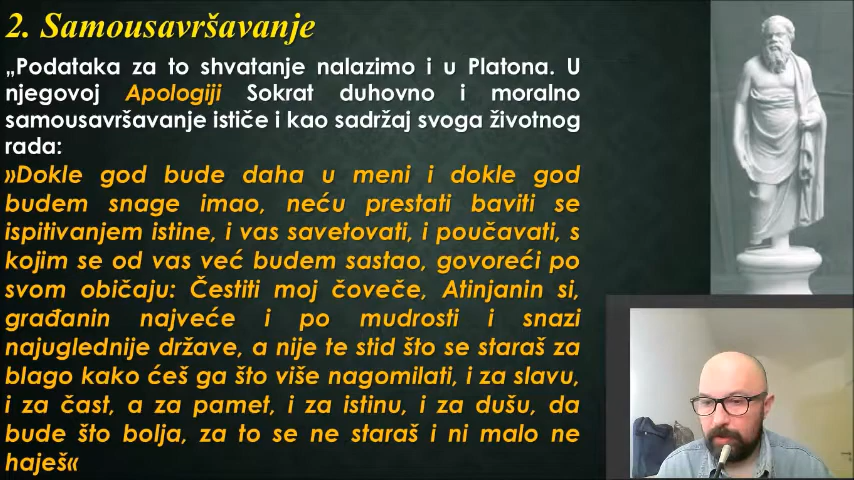 2. Samousavršavanje
„Podataka za to shvatanje nalazimo i u Platona. U
njegovoj Apologiji Sokrat duhovno i moralno
samousavršavanje ističe i kao sadržaj svoga životnog
rada:
»Dokle god bude daha u meni i dokle god
budem snage imao, neću prestati baviti se
ispitivanjem istine, i vas savetovati, i poučavati, s
kojim se od vas već budem sastao, govoreći po
svom običaju: Čestiti moj čoveče, Atinjanin si,
građanin najveće i po mudrosti i snazi
najuglednije države, a nije te stid što se staraš za
blago kako ćeš ga što više nagomilati, i za slavu,
i za čast, a za pamet, i za istinu, i za dušu, da
bude što bolja, za to se ne staraš i ni malo ne
haješ«